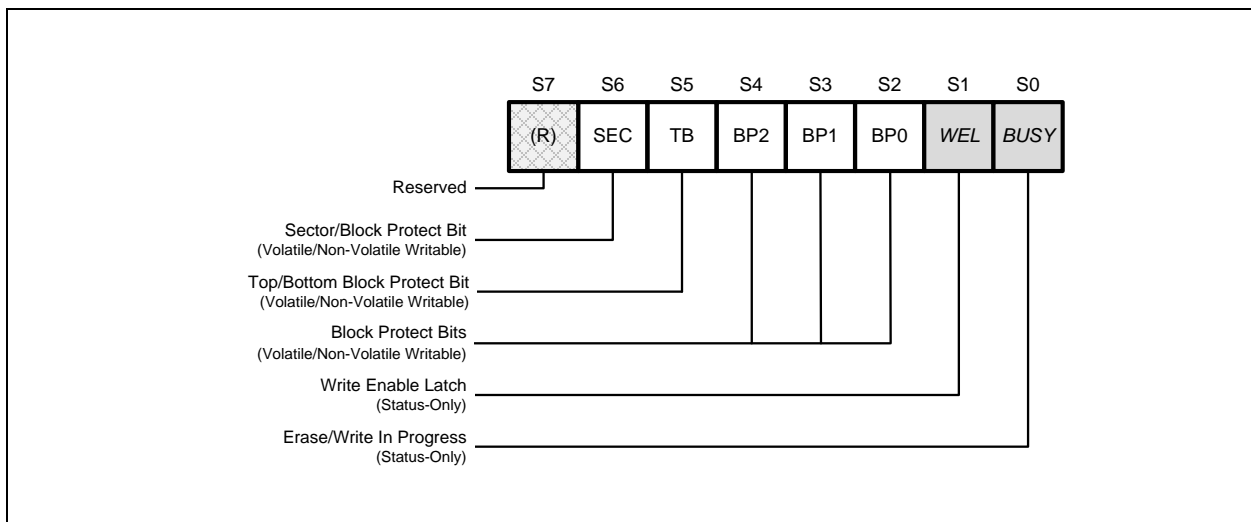 S7 S6 S5 S4 S3 S2 S1 S0
(R) SEC TB BP2 BP1 BP0 WEL BUSY
Reserved
Sector/Block Protect Bit
(Volatile/Non-Volatile Writable)
Top/Bottom Block Protect Bit
(Volatile/Non-Volatile Writable)
Block Protect Bits
(Volatile/Non-Volatile Writable)
Write Enable Latch
(Status-Only)
Erase/Write In Progress
(Status-Only)